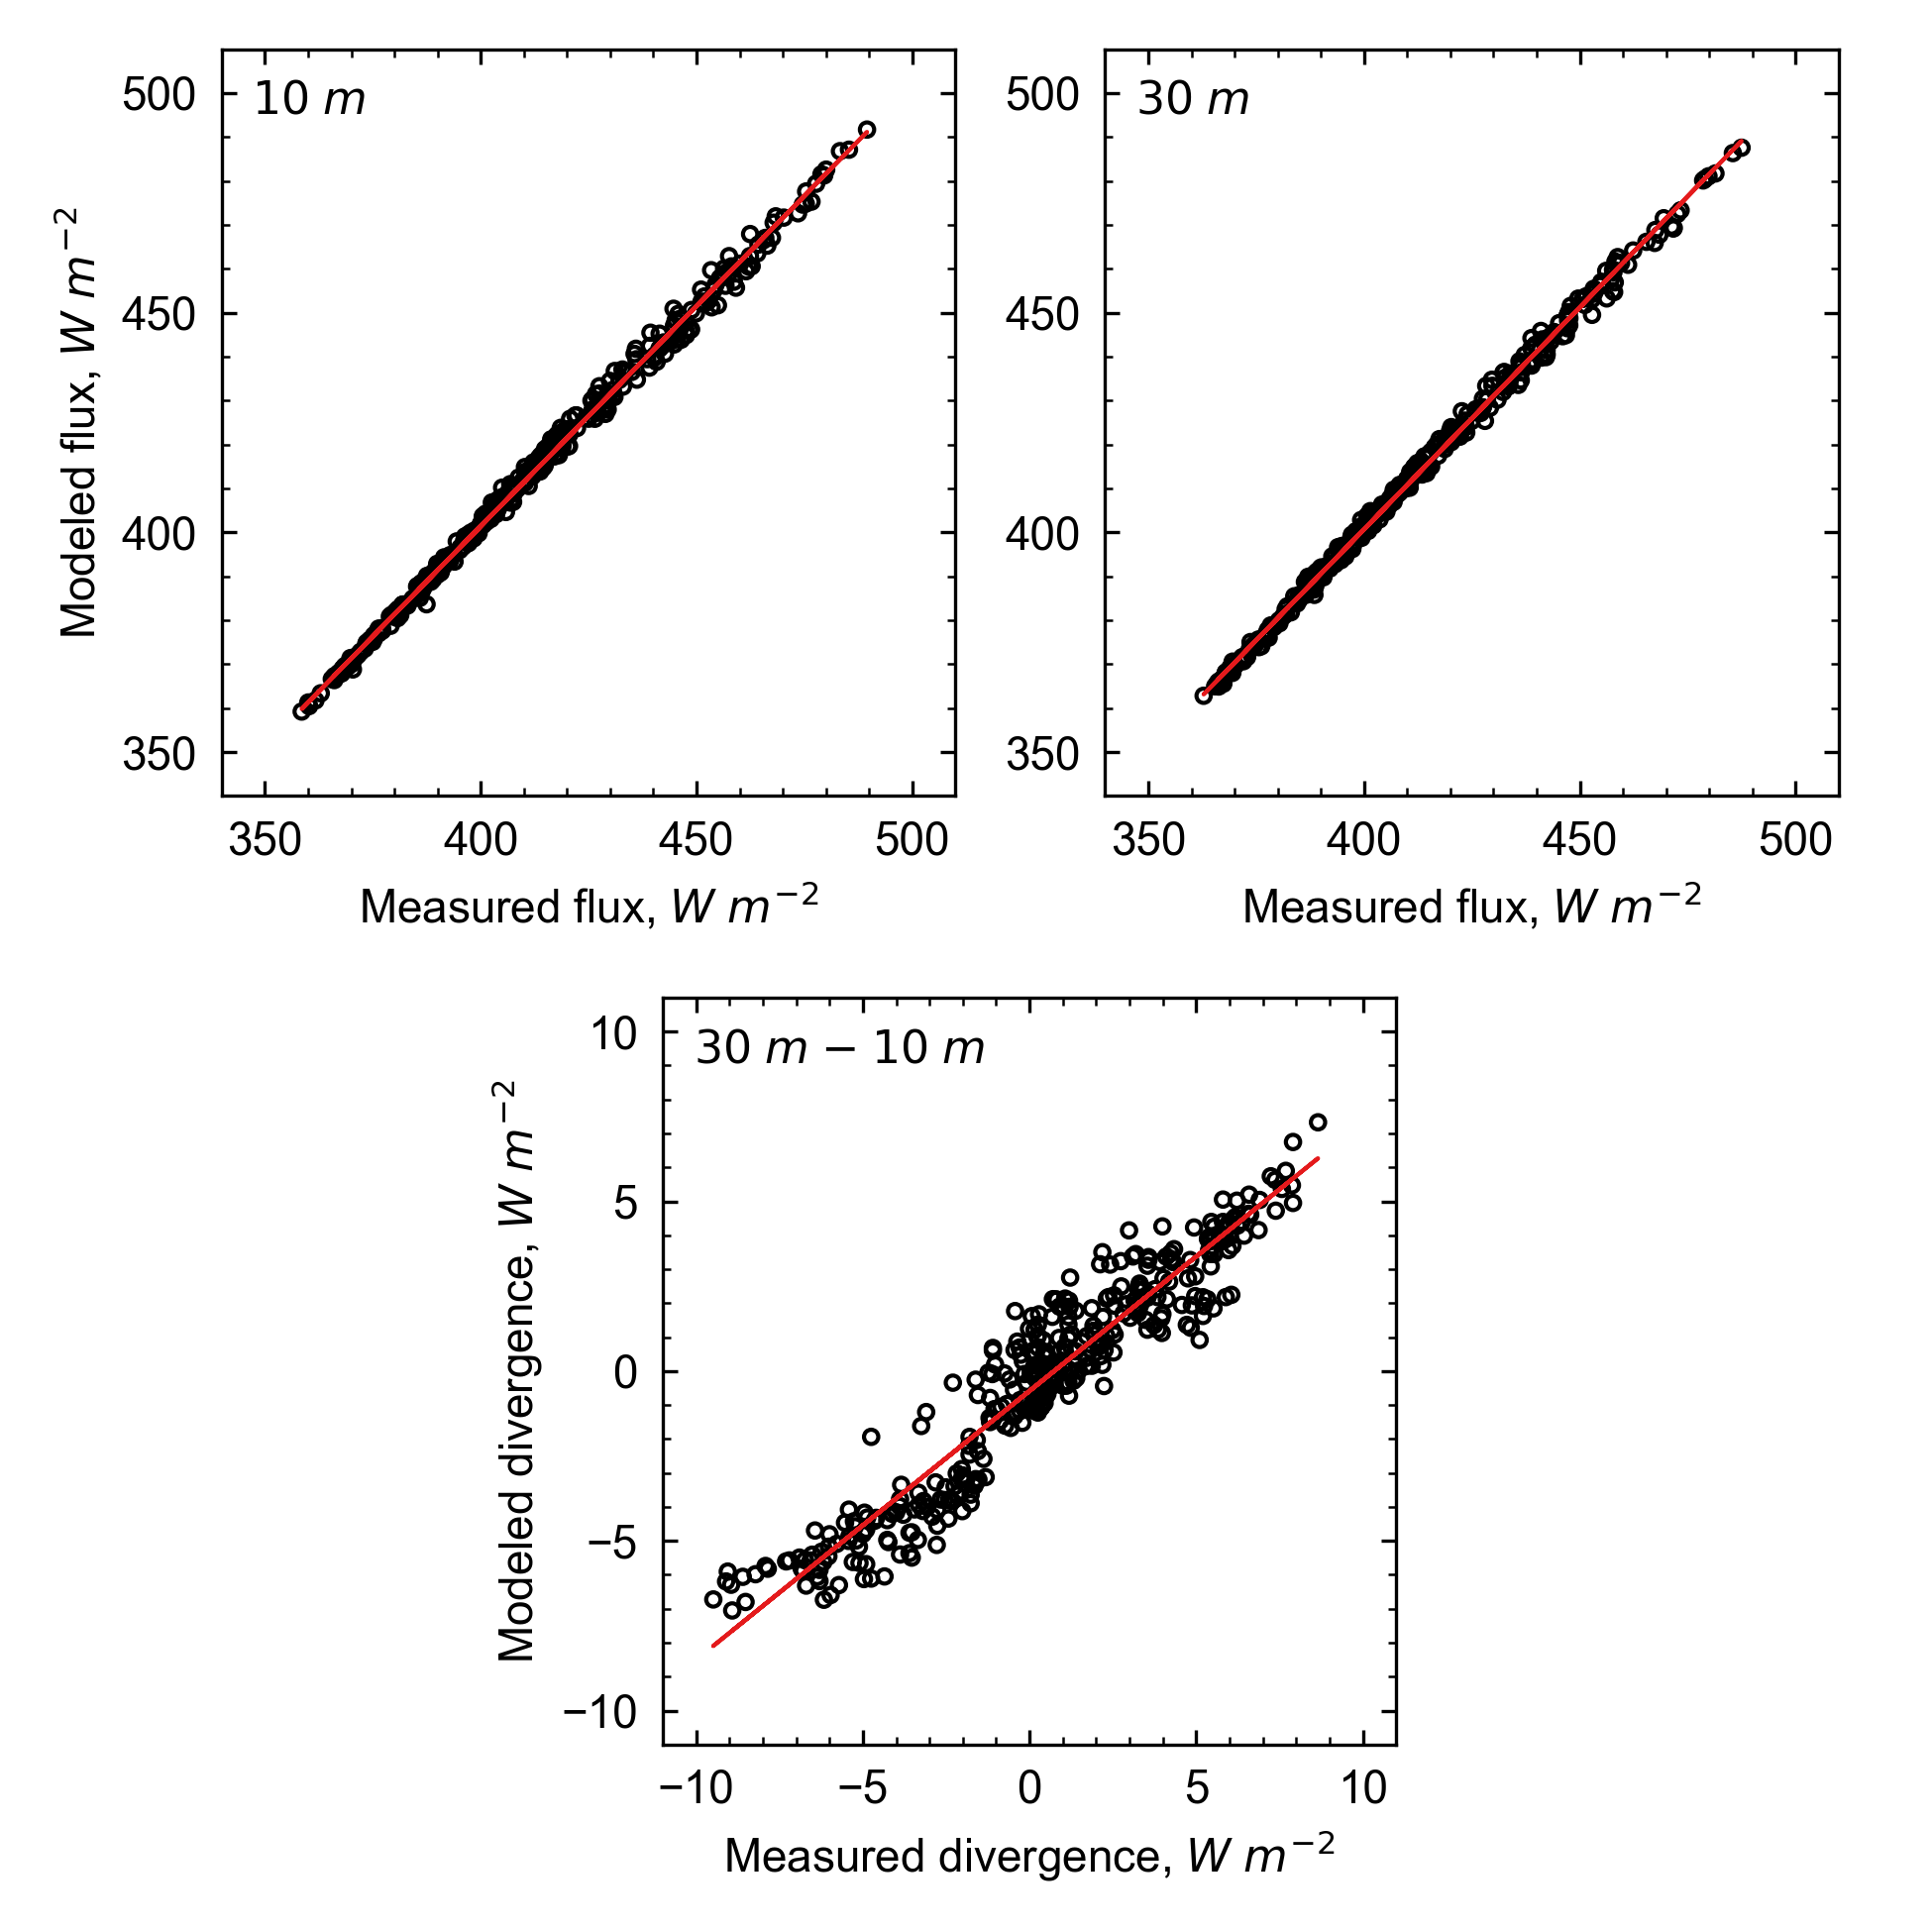 10 m
500
450
400
350
Modeled flux, W m⁻²
350 400 450 500
Measured flux, W m⁻²
30 m
500
450
400
350
350 400 450 500
Measured flux, W m⁻²
30 m − 10 m
10
5
0
−5
−10
Modeled divergence, W m⁻²
−10 −5 0 5 10
Measured divergence, W m⁻²